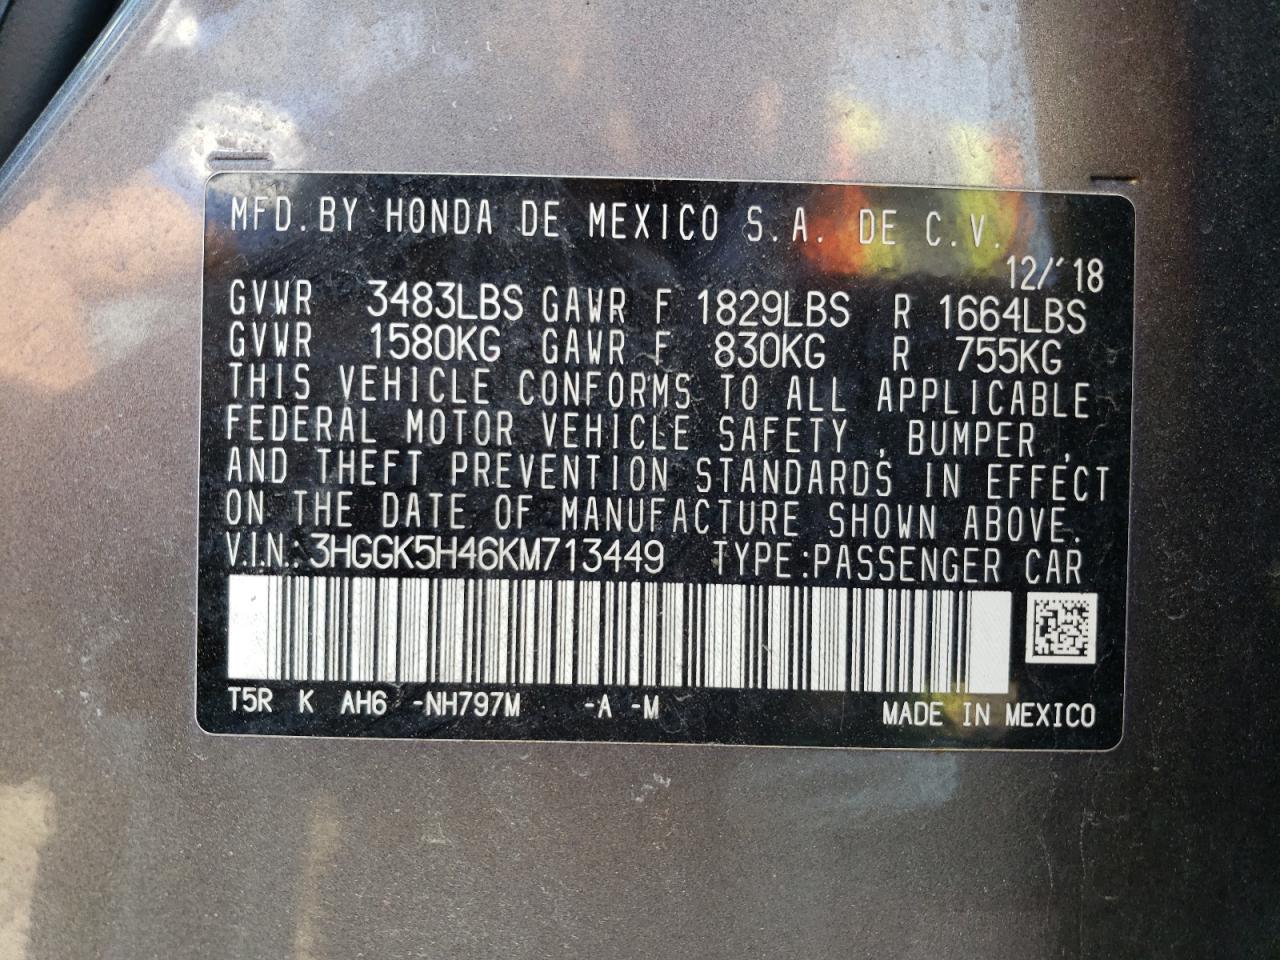 MFD. BY HONDA DE MEXICO S.A. DE C.V.
12/'18
GVWR 3483LBS GAWR F 1829LBS R 1664LBS
GVWR 1580KG GAWR F 830KG R 755KG
THIS VEHICLE CONFORMS TO ALL APPLICABLE
FEDERAL MOTOR VEHICLE SAFETY , BUMPER ,
AND THEFT PREVENTION STANDARDS IN EFFECT
ON THE DATE OF MANUFACTURE SHOWN ABOVE.
V.I.N.: 3HGGK5H46KM713449 TYPE:PASSENGER CAR
T5R K AH6 -NH797M -A -M MADE IN MEXICO